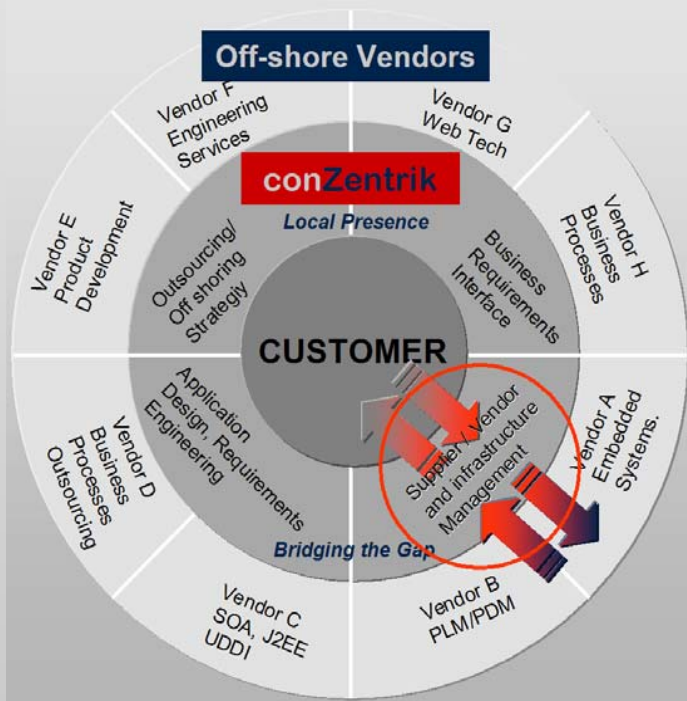 Off-shore Vendors
Vendor F
Engineering
Services
Vendor G
Web Tech
conZentrik
Local Presence
Vendor E
Product
Development
Outsourcing/
Off shoring
Strategiy
Business
Requirements
Interface
Vendor H
Business
Processes
CUSTOMER
Application
Design, Requirements
Engineering
Supplier / Vendor
and infrastructure
Management
Vendor A
Embedded
Systems.
Vendor D
Business
Processes
Outsourcing
Bridging the Gap
Vendor C
SOA, J2EE
UDDI
Vendor B
PLM/PDM